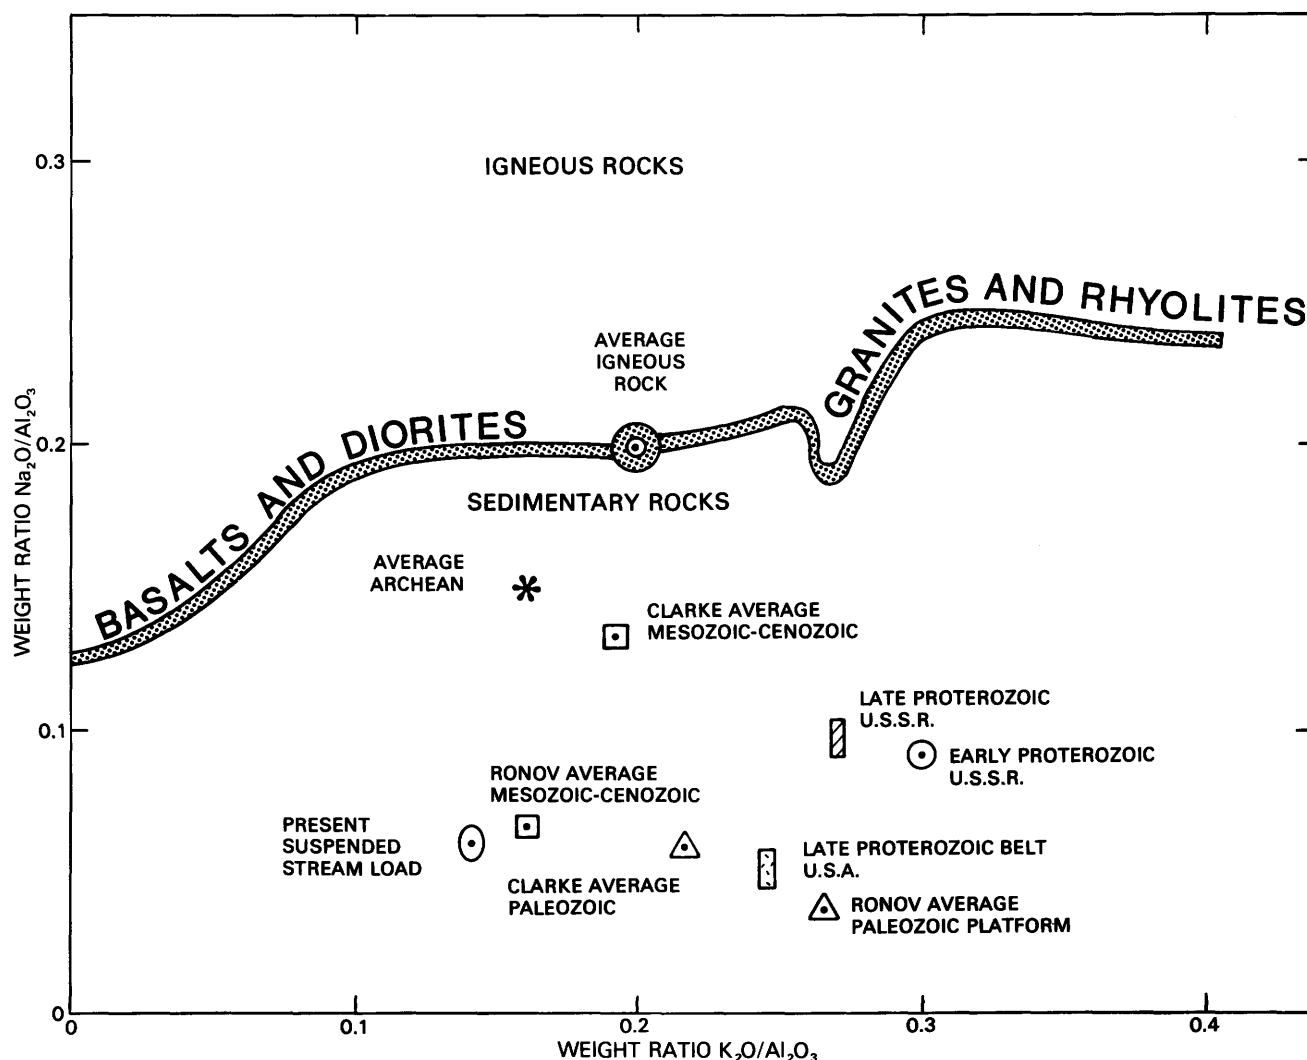 0.3
IGNEOUS ROCKS
GRANITES AND RHYOLITES
AVERAGE
IGNEOUS
ROCK
BASALTS AND DIORITES
0.2
SEDIMENTARY ROCKS
AVERAGE
ARCHEAN
CLARKE AVERAGE
MESOZOIC-CENOZOIC
WEIGHT RATIO Na₂O/Al₂O₃
LATE PROTEROZOIC
U.S.S.R.
0.1
EARLY PROTEROZOIC
U.S.S.R.
RONOV AVERAGE
MESOZOIC-CENOZOIC
PRESENT
SUSPENDED
STREAM LOAD
LATE PROTEROZOIC BELT
U.S.A.
CLARKE AVERAGE
PALEOZOIC
RONOV AVERAGE
PALEOZOIC PLATFORM
0
0 0.1 0.2 0.3 0.4
WEIGHT RATIO K₂O/Al₂O₃